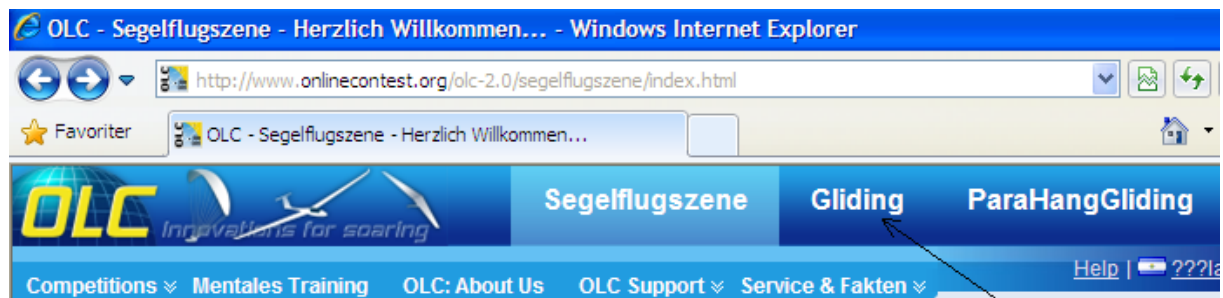 OLC - Segelflugszene - Herzlich Willkommen... - Windows Internet Explorer
http://www.onlinecontest.org/olc-2.0/segelflugszene/index.html
Favoriter OLC - Segelflugszene - Herzlich Willkommen...
OLC Innovations for soaring Segelflugszene Gliding ParaHangGliding
Help | ???la
Competitions Mentales Training OLC: About Us OLC Support Service & Fakten